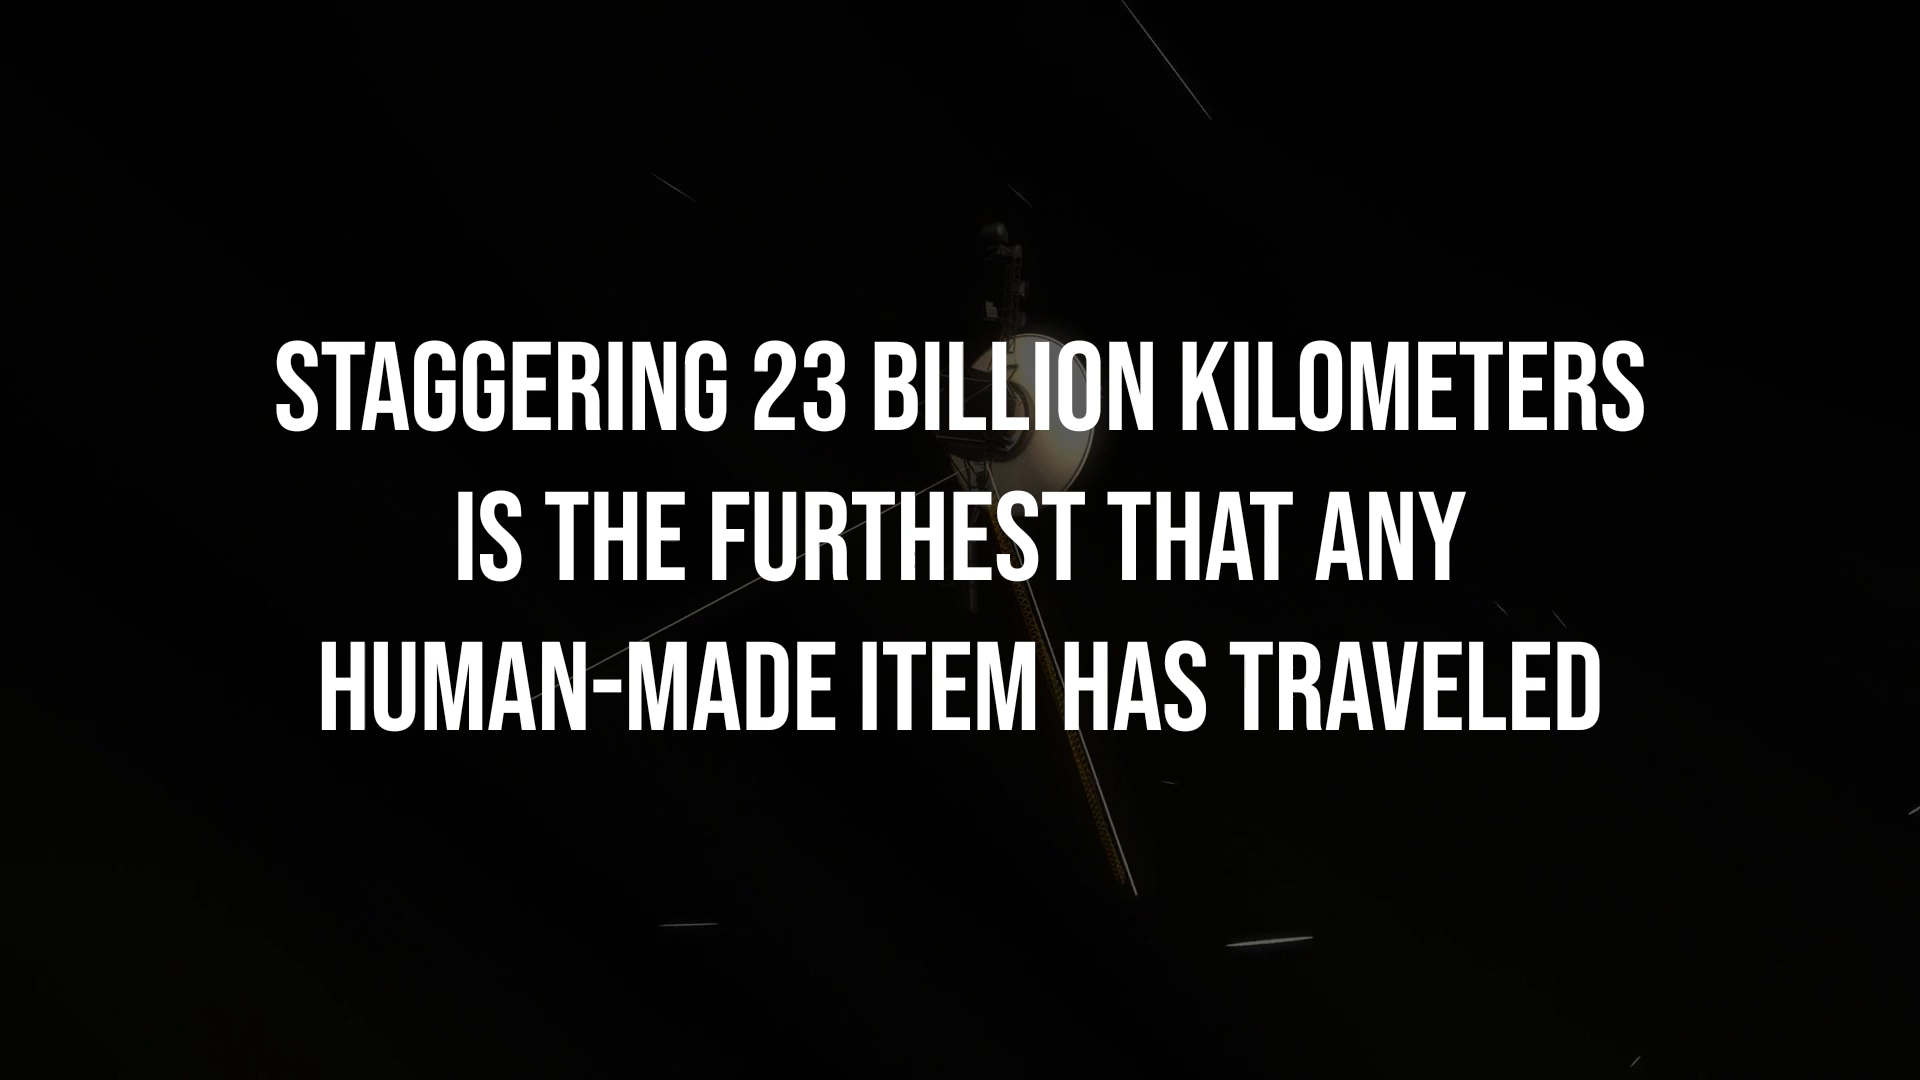 STAGGERING 23 BILLION KILOMETERS
IS THE FURTHEST THAT ANY
HUMAN-MADE ITEM HAS TRAVELED